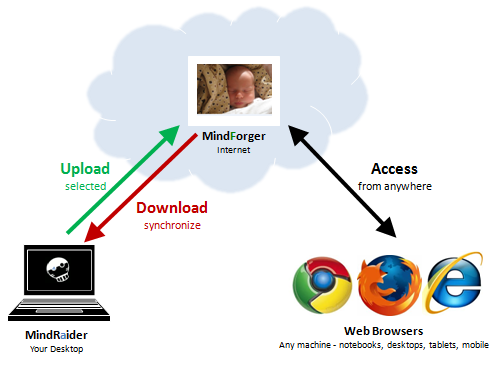 MindForger
Internet
Upload
selected
Access
from anywhere
Download
synchronize
MindRaider
Your Desktop
Web Browsers
Any machine - notebooks, desktops, tablets, mobile